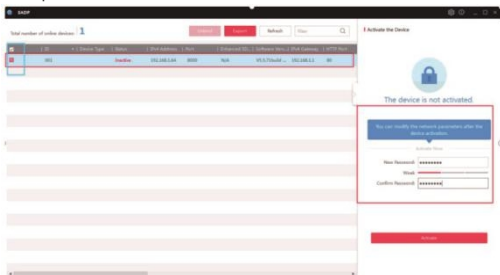 SADP
Total number of online devices: 1
Export
Refresh
Filter
ID
Device Type
Status
IPv4 Address
Port
Software Version
IPv4 Gateway
HTTP Port
001
Inactive
192.168.1.64
8000
N/A
192.168.1.1
80
Activate the Device
The device is not activated.
You can modify the network parameters after the
device activation.
Activate Now
New Password:
Weak
Confirm Password:
Activate